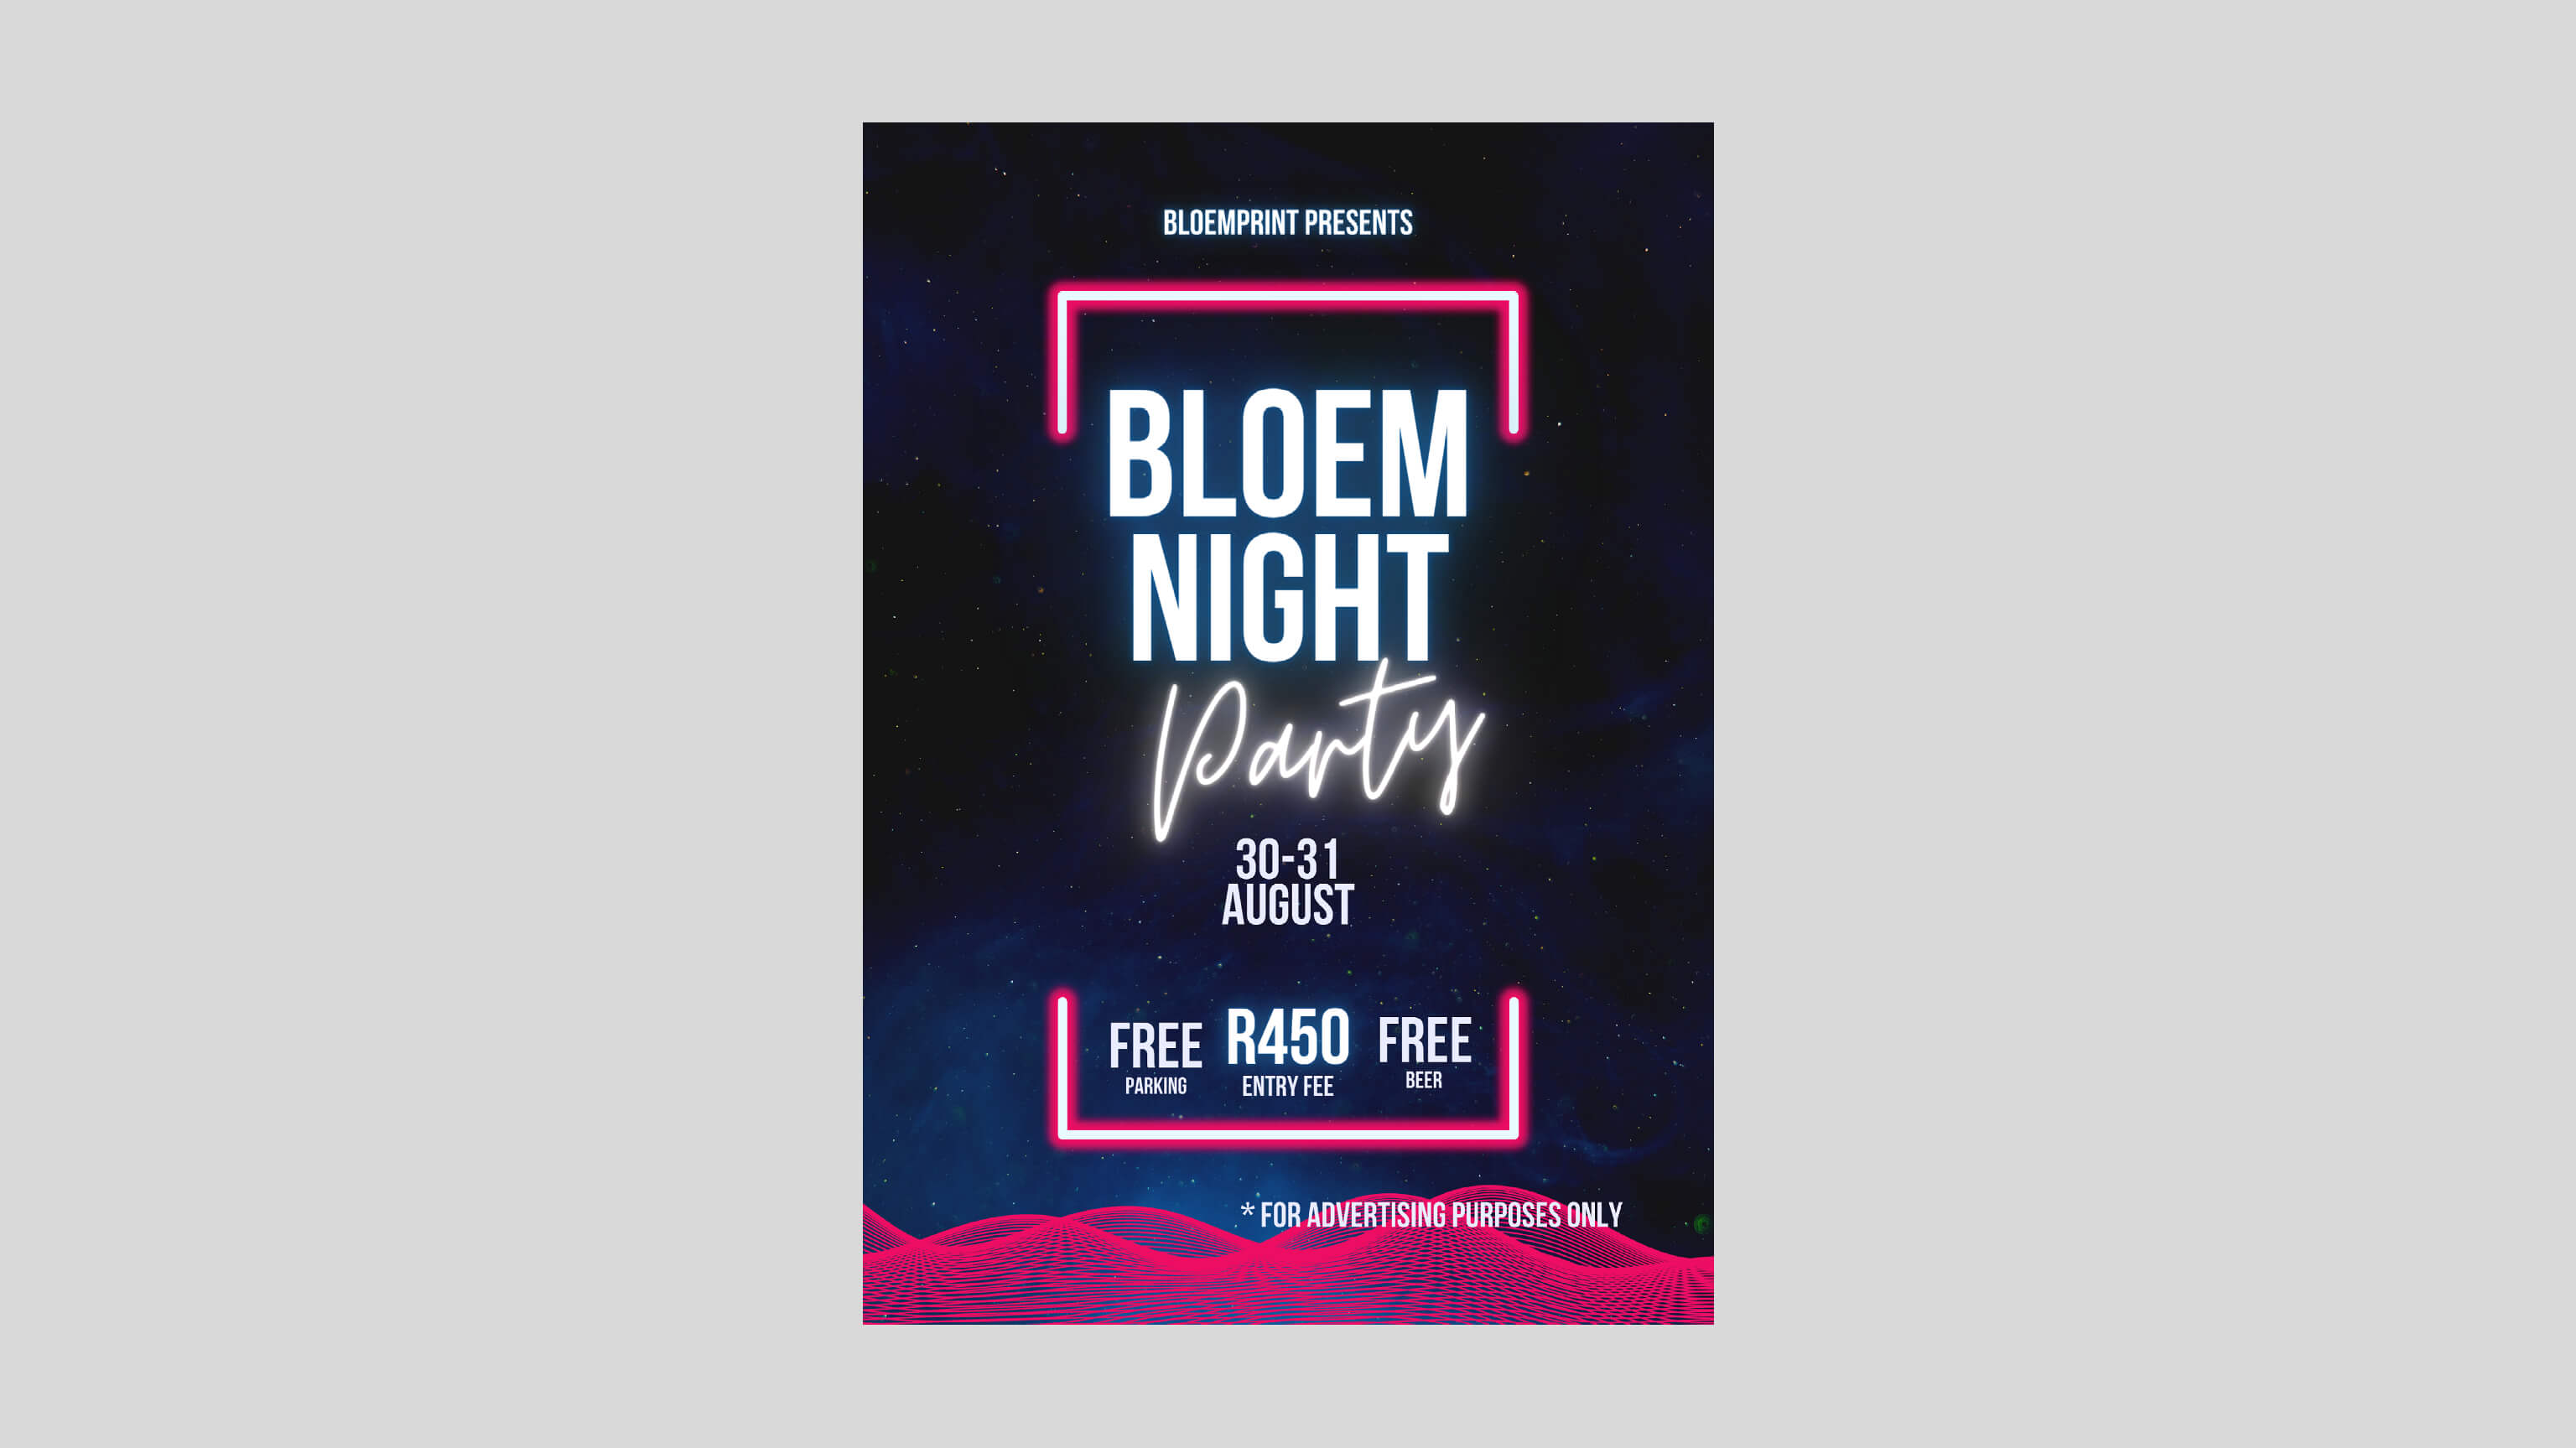 BLOEMPRINT PRESENTS
BLOEM
NIGHT
Party
30-31
AUGUST
FREE R450 FREE
PARKING ENTRY FEE BEER
* FOR ADVERTISING PURPOSES ONLY